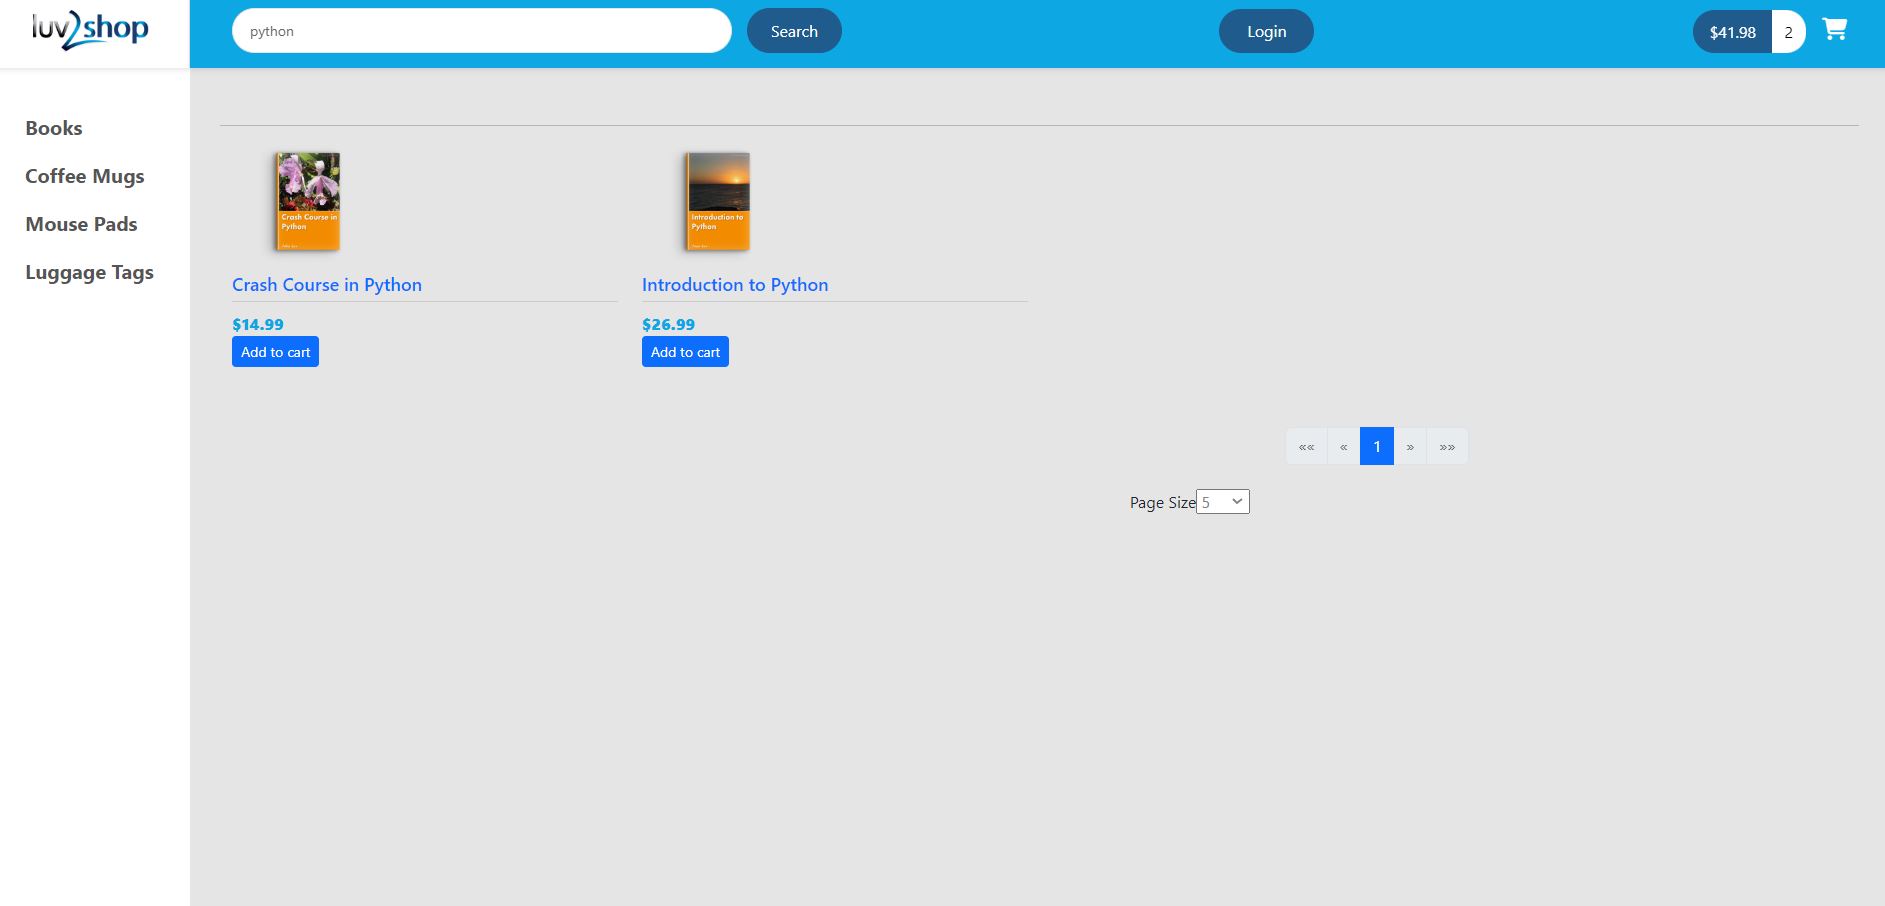 luv2shop
python
Search
Login
$41.98 2
Books
Coffee Mugs
Mouse Pads
Luggage Tags
Crash Course in
Python
Introduction to
Python
Crash Course in Python
Introduction to Python
$14.99
$26.99
Add to cart
Add to cart
«« « 1 » »»
Page Size 5